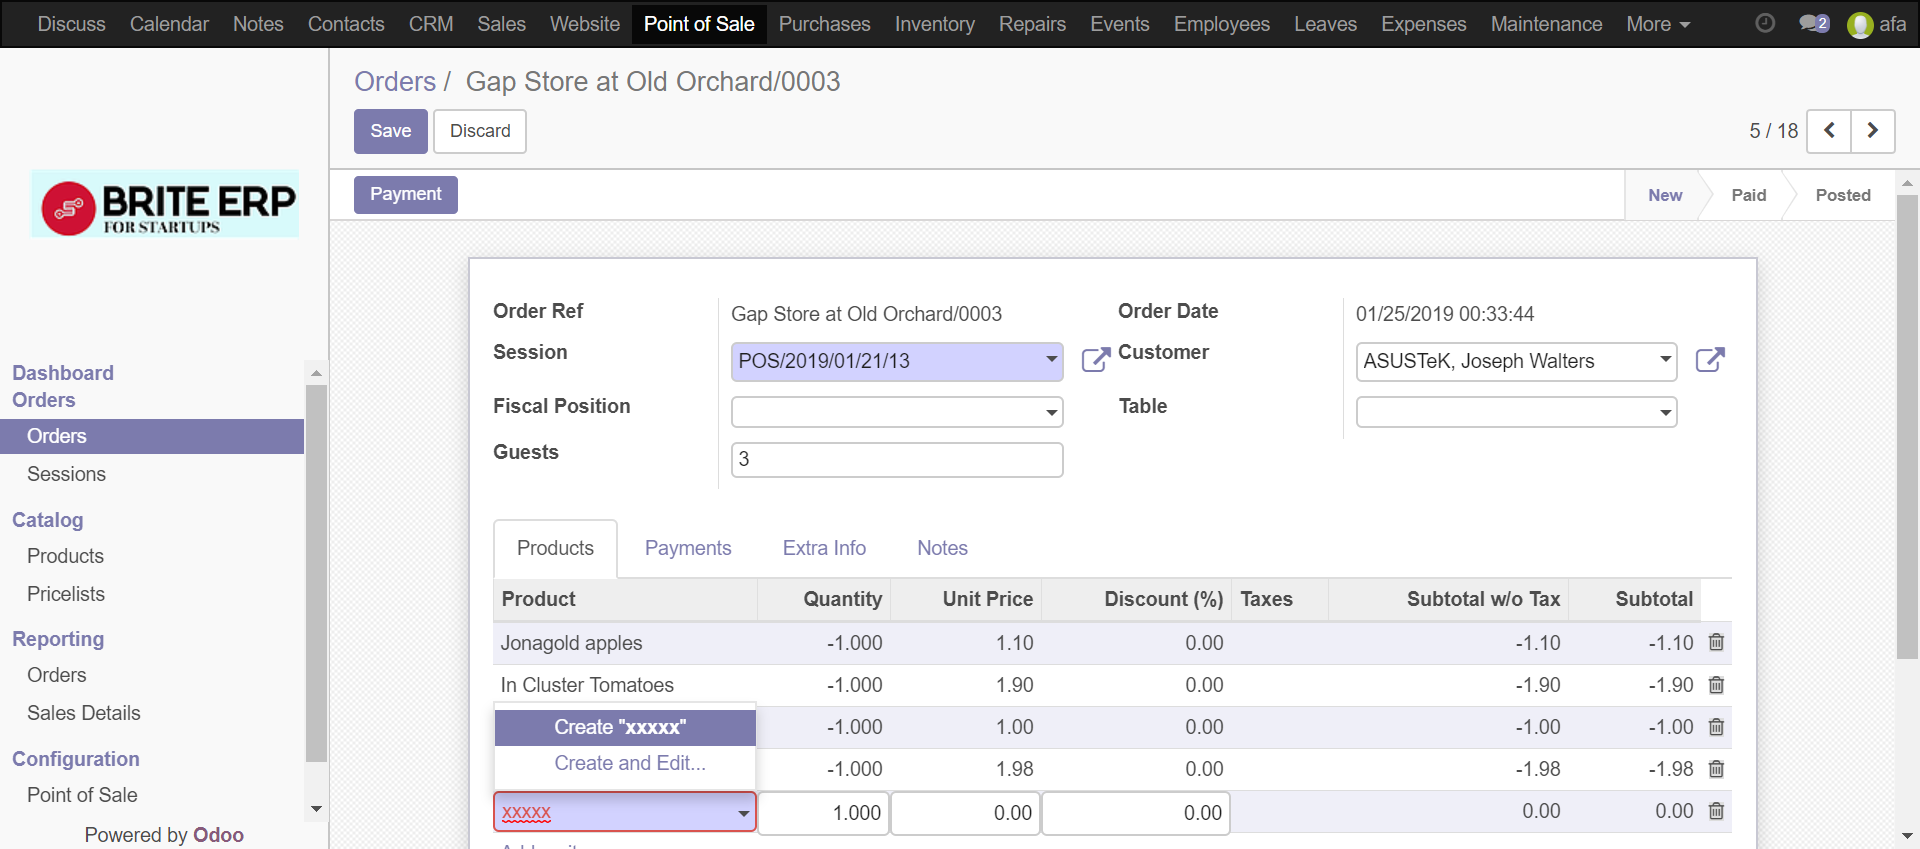 Discuss Calendar Notes Contacts CRM Sales Website Point of Sale Purchases Inventory Repairs Events Employees Leaves Expenses Maintenance More 2 afa
Orders / Gap Store at Old Orchard/0003
Save Discard 5 / 18
Payment New Paid Posted
BRITE ERP
FOR STARTUPS
Dashboard
Orders
Orders
Sessions
Catalog
Products
Pricelists
Reporting
Orders
Sales Details
Configuration
Point of Sale
Powered by Odoo
Order Ref Gap Store at Old Orchard/0003 Order Date 01/25/2019 00:33:44
Session POS/2019/01/21/13 Customer ASUSTeK, Joseph Walters
Fiscal Position Table
Guests 3
Products Payments Extra Info Notes
Product Quantity Unit Price Discount (%) Taxes Subtotal w/o Tax Subtotal
Jonagold apples -1.000 1.10 0.00 -1.10 -1.10
In Cluster Tomatoes -1.000 1.90 0.00 -1.90 -1.90
Create "xxxxx" -1.000 1.00 0.00 -1.00 -1.00
Create and Edit... -1.000 1.98 0.00 -1.98 -1.98
xxxxx 1.000 0.00 0.00 0.00 0.00